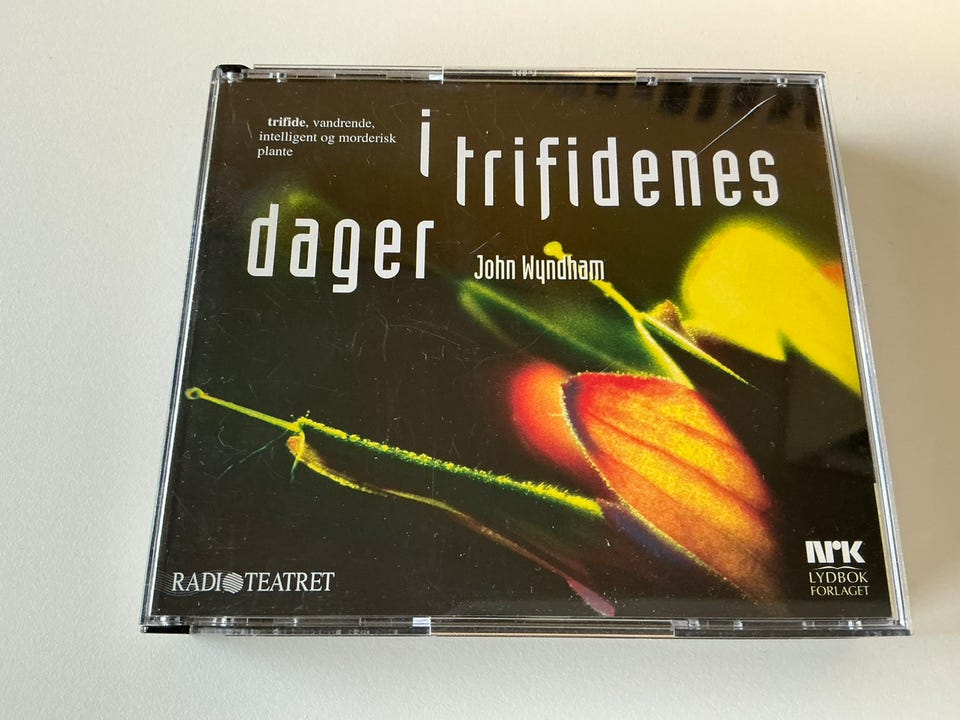 trifide, vandrende,
intelligent og morderisk
plante
i
trifidenes
dager
John Wyndham
RADIOTEATRET
NRK
LYDBOK
FORLAGET